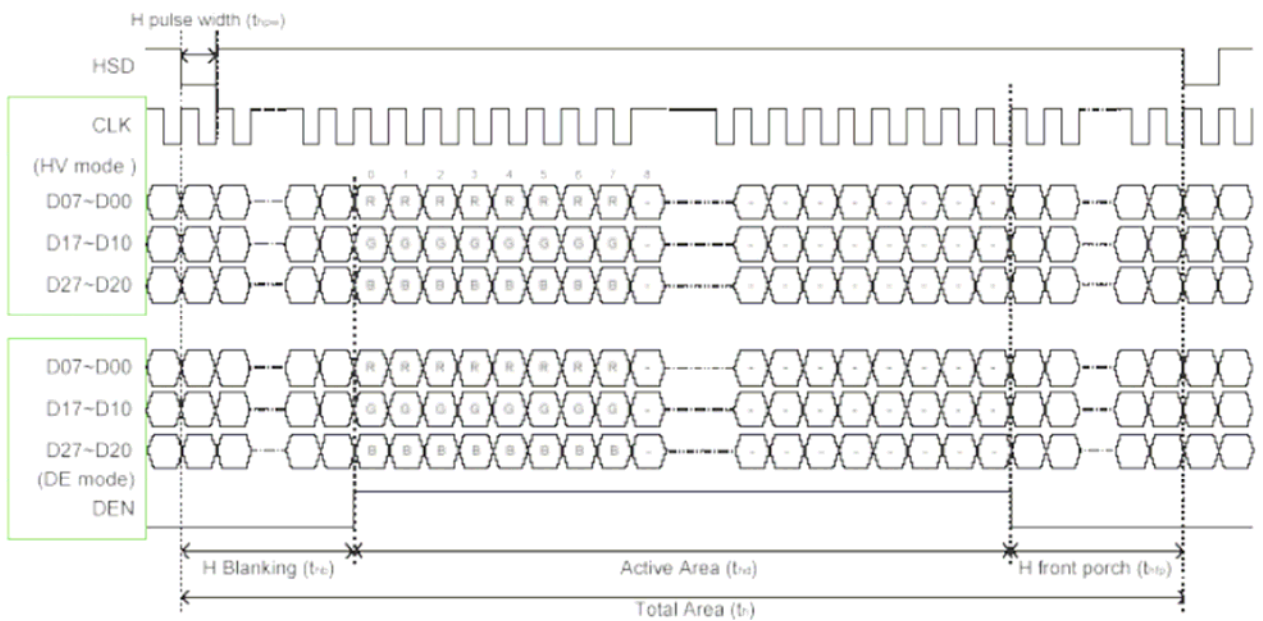 H pulse width (thpw)
HSD
CLK
(HV mode )
0 1 2 3 4 5 6 7 8
D07~D00 R R R R R R R R - - - - - - - - -
D17~D10 G G G G G G G G - - - - - - - - -
D27~D20 B B B B B B B B - - - - - - - - -
D07~D00 R R R R R R R R - - - - - - - - -
D17~D10 G G G G G G G G - - - - - - - - -
D27~D20 B B B B B B B B - - - - - - - - -
(DE mode)
DEN
H Blanking (thb) Active Area (thd) H front porch (thfp)
Total Area (th)